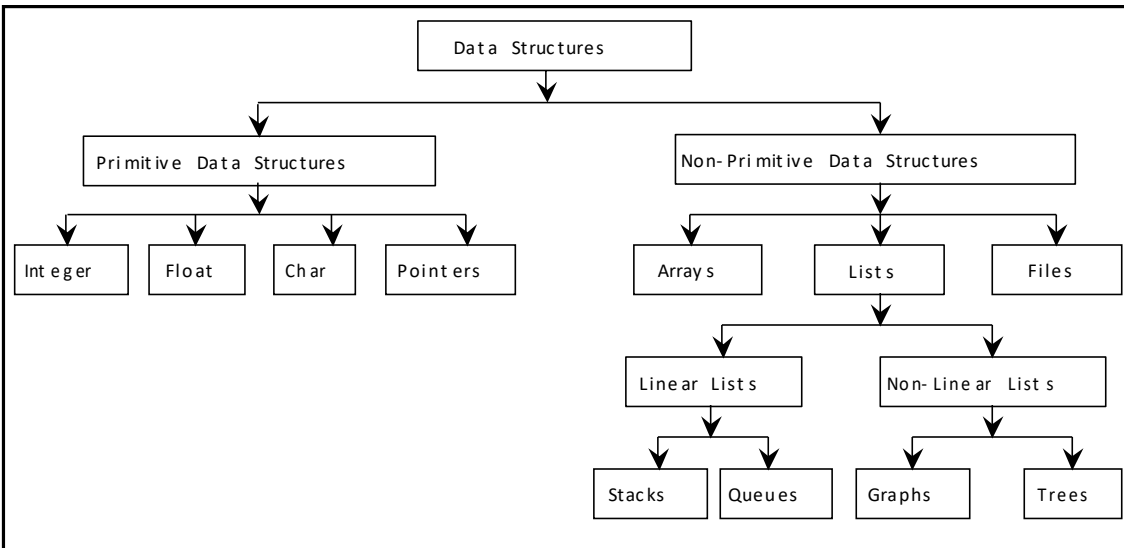 Data Structures
Primitive Data Structures
Non-Primitive Data Structures
Integer
Float
Char
Pointers
Arrays
Lists
Files
Linear Lists
Non-Linear Lists
Stacks
Queues
Graphs
Trees